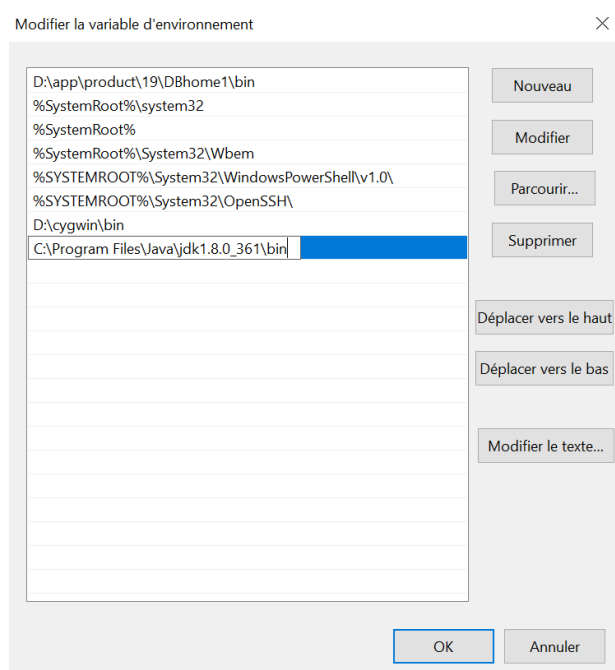 Modifier la variable d'environnement
D:\app\product\19\DBhome1\bin
%SystemRoot%\system32
%SystemRoot%
%SystemRoot%\System32\Wbem
%SYSTEMROOT%\System32\WindowsPowerShell\v1.0\
%SYSTEMROOT%\System32\OpenSSH\
D:\cygwin\bin
C:\Program Files\Java\jdk1.8.0_361\bin
Nouveau
Modifier
Parcourir...
Supprimer
Déplacer vers le haut
Déplacer vers le bas
Modifier le texte...
OK
Annuler